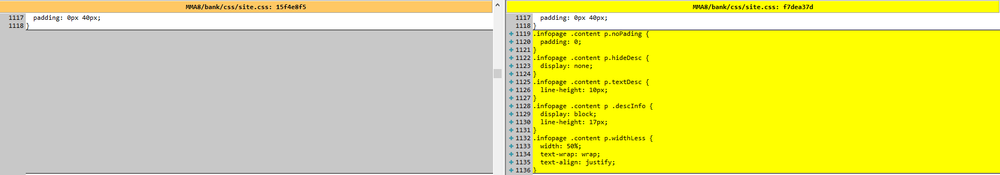 MMA8/bank/css/site.css: 15f4e8f5
1117 padding: 0px 40px;
1118 }
MMA8/bank/css/site.css: f7dea37d
1117 padding: 0px 40px;
1118 }
+ 1119 .infopage .content p.noPading {
+ 1120 padding: 0;
+ 1121 }
+ 1122 .infopage .content p.hideDesc {
+ 1123 display: none;
+ 1124 }
+ 1125 .infopage .content p.textDesc {
+ 1126 line-height: 10px;
+ 1127 }
+ 1128 .infopage .content p .descInfo {
+ 1129 display: block;
+ 1130 line-height: 17px;
+ 1131 }
+ 1132 .infopage .content p.widthLess {
+ 1133 width: 50%;
+ 1134 text-wrap: wrap;
+ 1135 text-align: justify;
+ 1136 }